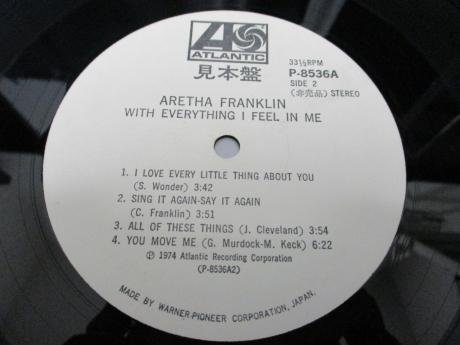 ATLANTIC
見本盤
33⅓RPM
P-8536A
SIDE 2
(非売品) STEREO
ARETHA FRANKLIN
WITH EVERYTHING I FEEL IN ME
1. I LOVE EVERY LITTLE THING ABOUT YOU
(S. Wonder) 3:42
2. SING IT AGAIN-SAY IT AGAIN
(C. Franklin) 3:51
3. ALL OF THESE THINGS (J. Cleveland) 3:54
4. YOU MOVE ME (G. Murdock-M. Keck) 6:22
℗ 1974 Atlantic Recording Corporation
(P-8536A2)
MADE BY WARNER-PIONEER CORPORATION, JAPAN.